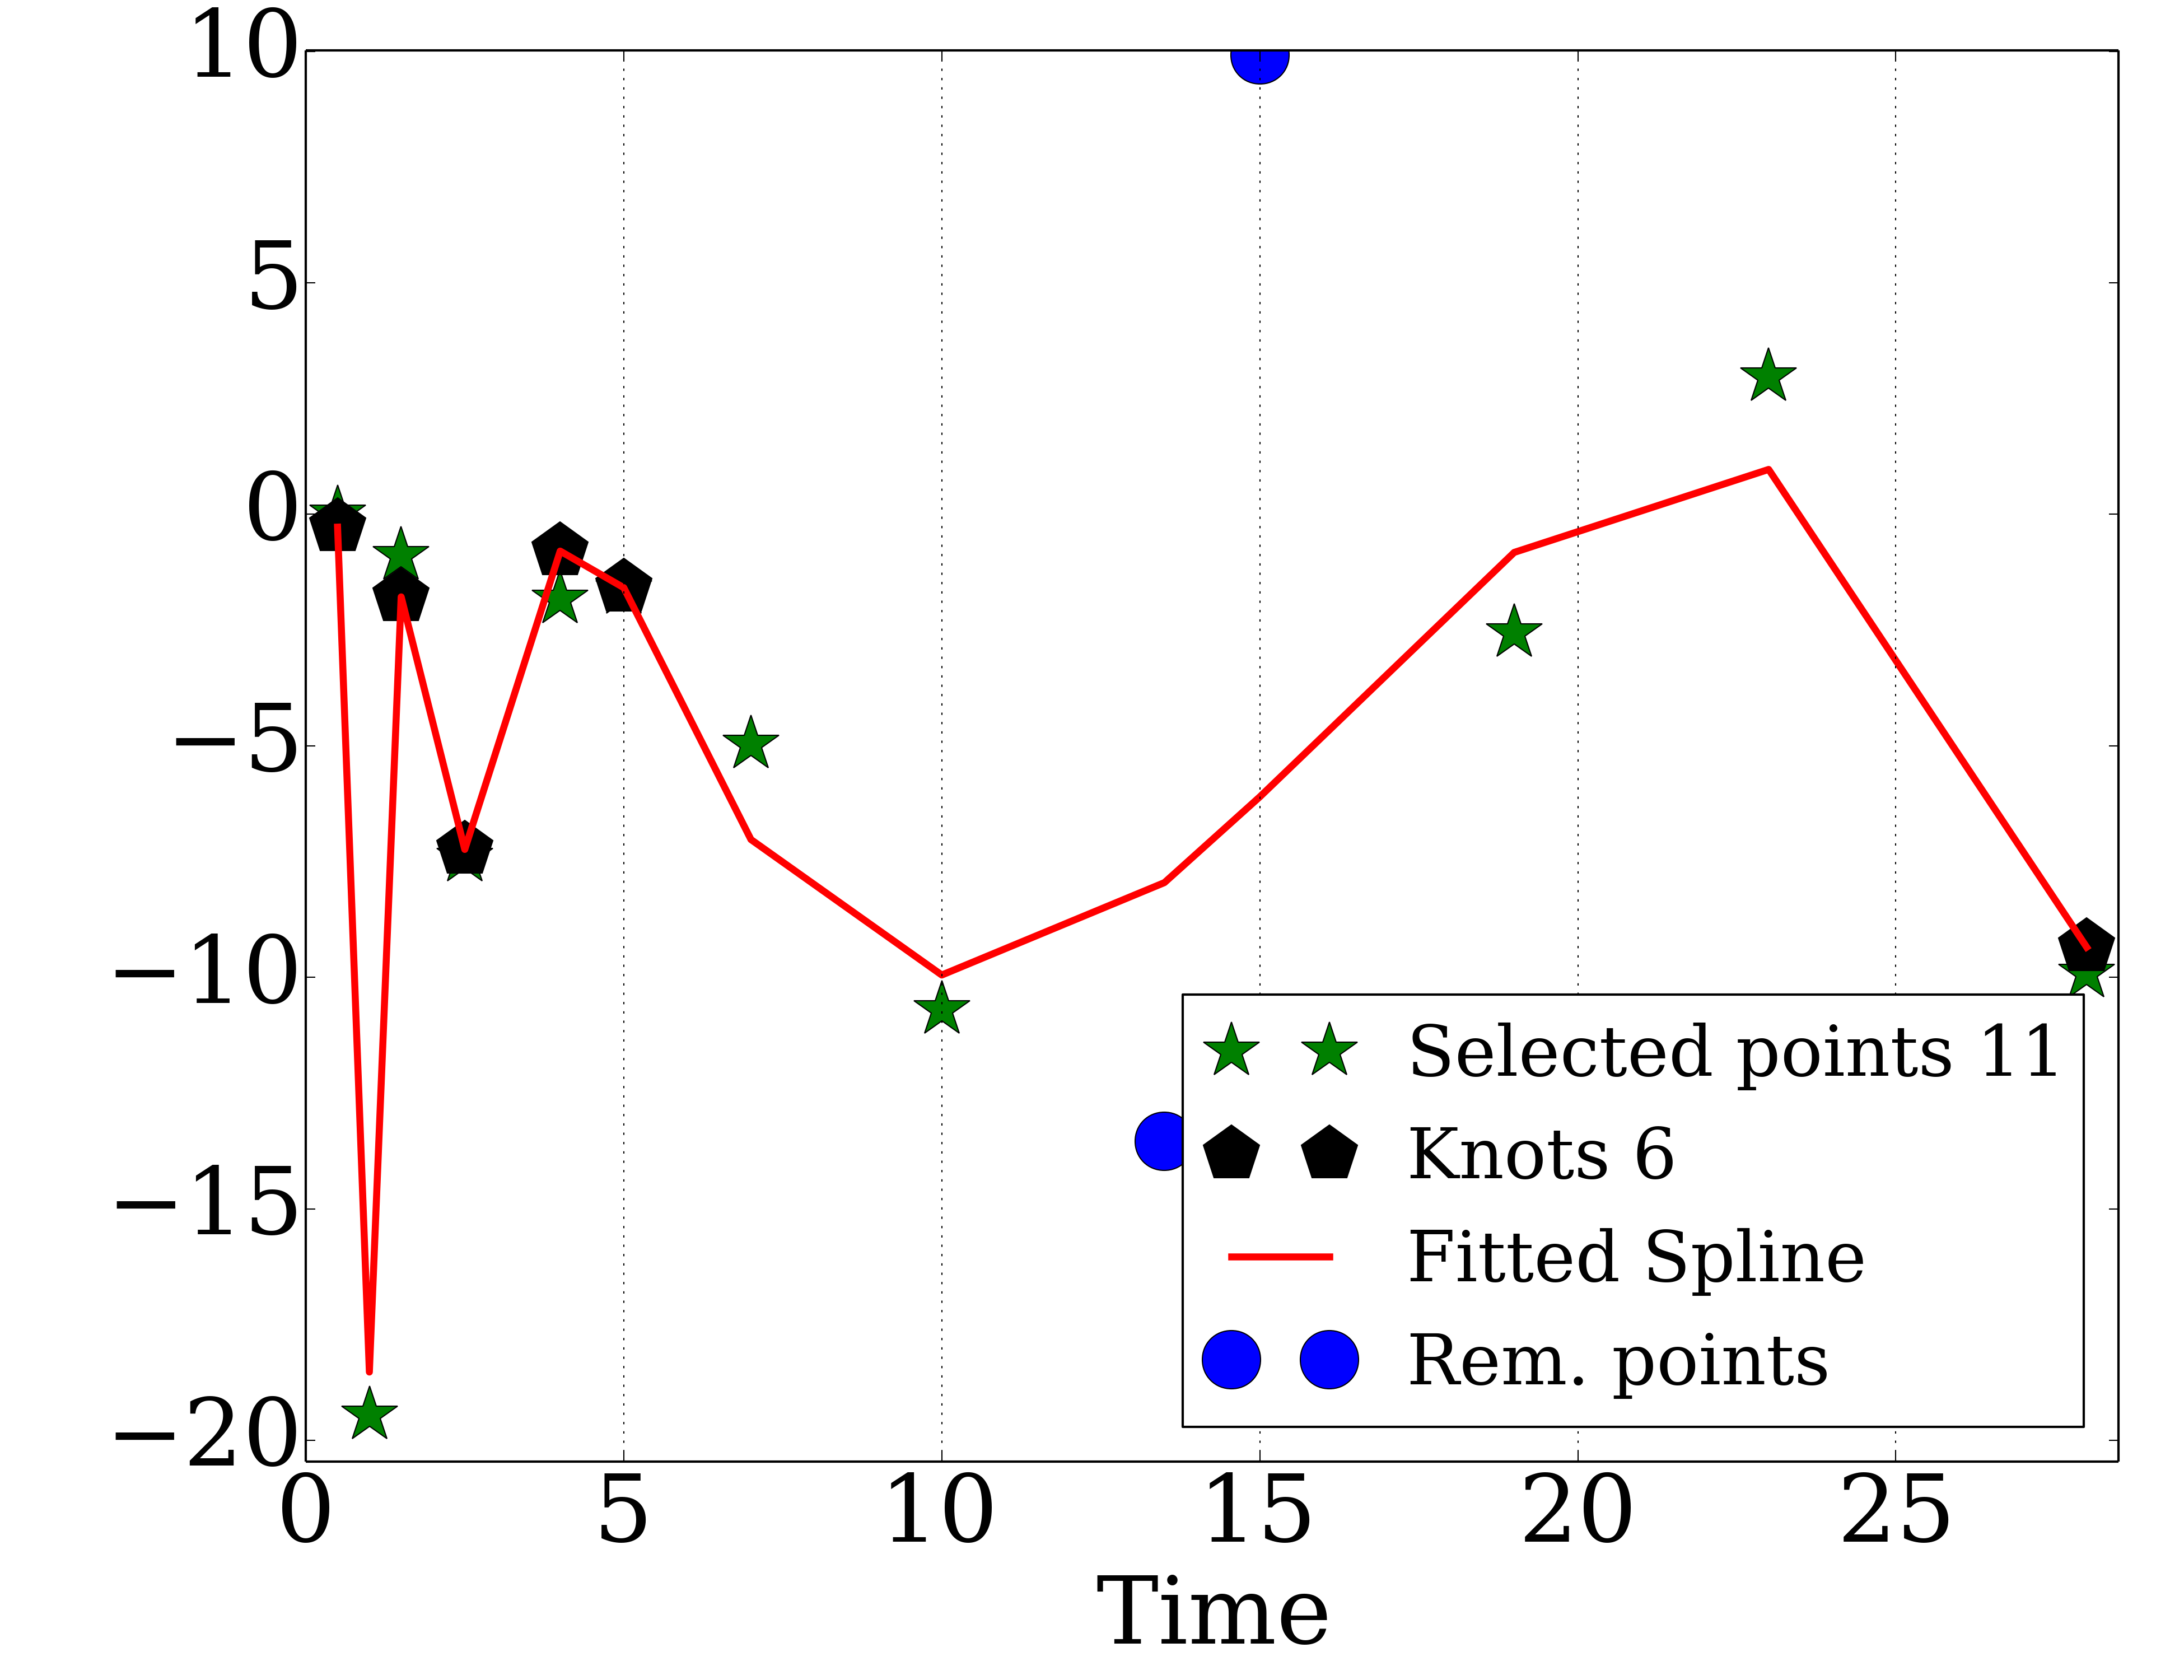 10
5
0
−5
−10
−15
−20
0 5 10 15 20 25
Time
Selected points 11
Knots 6
Fitted Spline
Rem. points